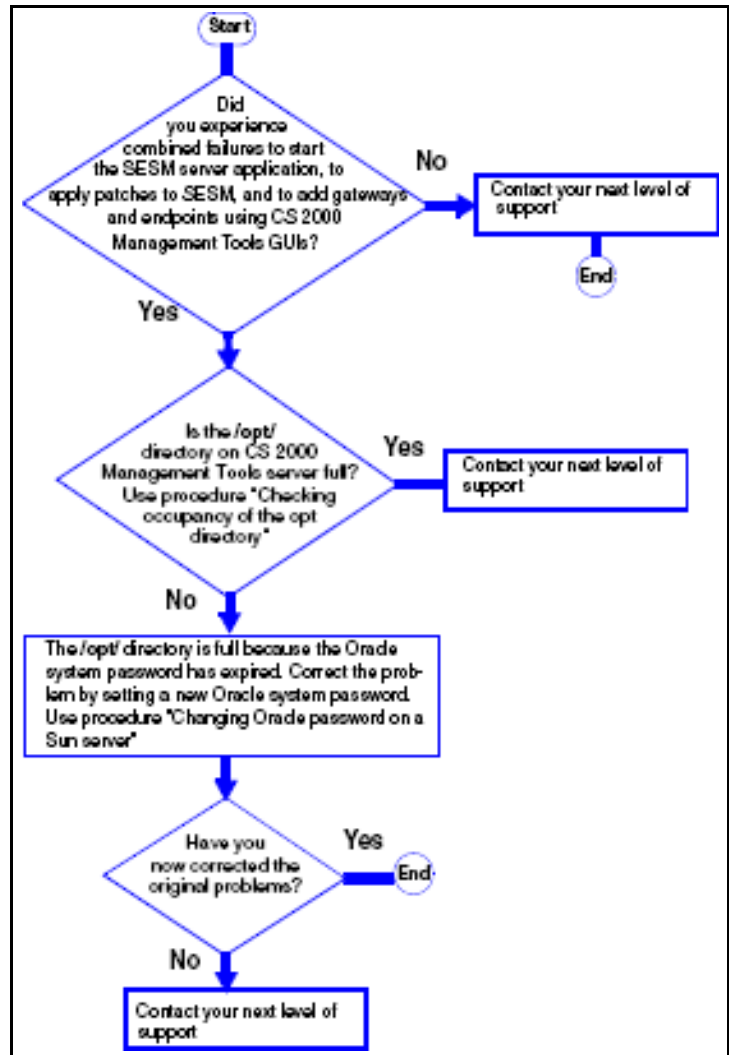 Start
Did
you experience
combined failures to start
the SESM server application, to
apply patches to SESM, and to add gateways
and endpoints using CS 2000
Management Tools GUIs?
No
Contact your next level of
support
End
Yes
Is the /opt/
directory on CS 2000
Management Tools server full?
Use procedure "Checking
occupancy of the opt
directory"
Yes
Contact your next level of
support
No
The /opt/ directory is full because the Oracle
system password has expired. Correct the prob-
lem by setting a new Oracle system password.
Use procedure "Changing Oracle password on a
Sun server"
Have you
now corrected the
original problems?
Yes
End
No
Contact your next level of
support